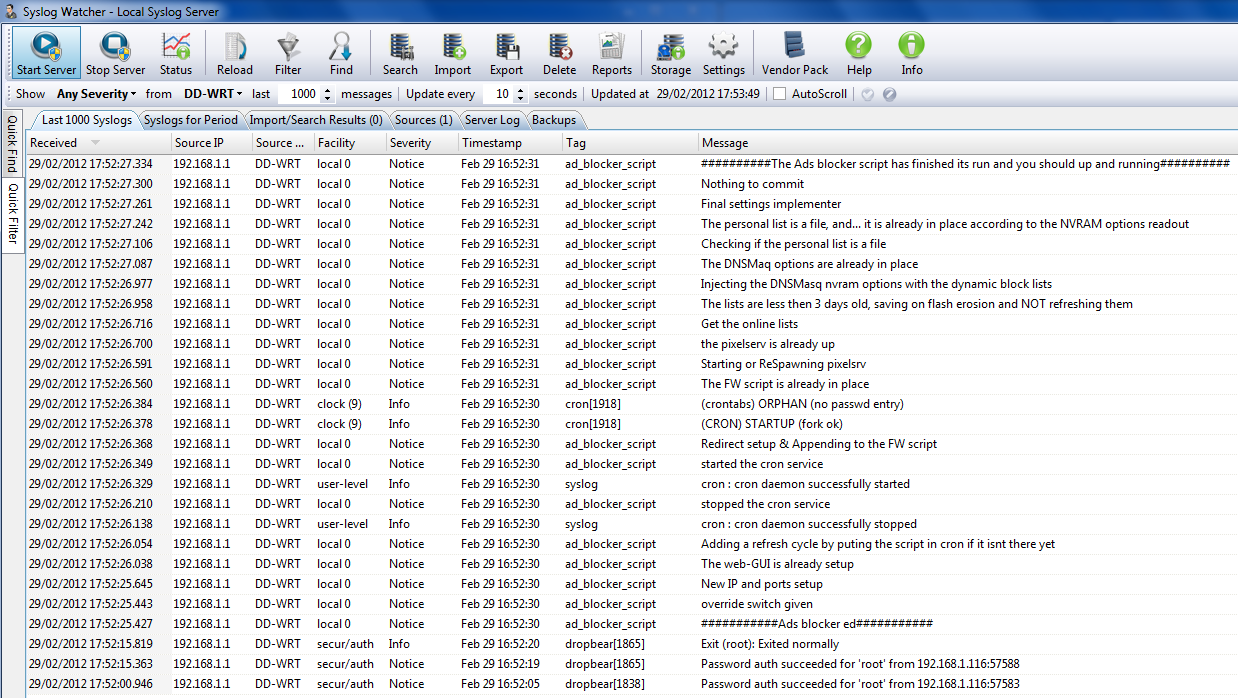 Syslog Watcher - Local Syslog Server
Start Server Stop Server Status Reload Filter Find Search Import Export Delete Reports Storage Settings Vendor Pack Help Info
Show Any Severity from DD-WRT last 1000 messages Update every 10 seconds Updated at 29/02/2012 17:53:49 AutoScroll
Quick Find
Quick Filter
Last 1000 Syslogs Syslogs for Period Import/Search Results (0) Sources (1) Server Log Backups
Received Source IP Source ... Facility Severity Timestamp Tag Message
29/02/2012 17:52:27.334 192.168.1.1 DD-WRT local 0 Notice Feb 29 16:52:31 ad_blocker_script ##########The Ads blocker script has finished its run and you should up and running##########
29/02/2012 17:52:27.300 192.168.1.1 DD-WRT local 0 Notice Feb 29 16:52:31 ad_blocker_script Nothing to commit
29/02/2012 17:52:27.261 192.168.1.1 DD-WRT local 0 Notice Feb 29 16:52:31 ad_blocker_script Final settings implementer
29/02/2012 17:52:27.242 192.168.1.1 DD-WRT local 0 Notice Feb 29 16:52:31 ad_blocker_script The personal list is a file, and... it is already in place according to the NVRAM options readout
29/02/2012 17:52:27.106 192.168.1.1 DD-WRT local 0 Notice Feb 29 16:52:31 ad_blocker_script Checking if the personal list is a file
29/02/2012 17:52:27.087 192.168.1.1 DD-WRT local 0 Notice Feb 29 16:52:31 ad_blocker_script The DNSMaq options are already in place
29/02/2012 17:52:26.977 192.168.1.1 DD-WRT local 0 Notice Feb 29 16:52:31 ad_blocker_script Injecting the DNSMasq nvram options with the dynamic block lists
29/02/2012 17:52:26.958 192.168.1.1 DD-WRT local 0 Notice Feb 29 16:52:31 ad_blocker_script The lists are less then 3 days old, saving on flash erosion and NOT refreshing them
29/02/2012 17:52:26.716 192.168.1.1 DD-WRT local 0 Notice Feb 29 16:52:31 ad_blocker_script Get the online lists
29/02/2012 17:52:26.700 192.168.1.1 DD-WRT local 0 Notice Feb 29 16:52:31 ad_blocker_script the pixelserv is already up
29/02/2012 17:52:26.591 192.168.1.1 DD-WRT local 0 Notice Feb 29 16:52:31 ad_blocker_script Starting or ReSpawning pixelsrv
29/02/2012 17:52:26.560 192.168.1.1 DD-WRT local 0 Notice Feb 29 16:52:31 ad_blocker_script The FW script is already in place
29/02/2012 17:52:26.384 192.168.1.1 DD-WRT clock (9) Info Feb 29 16:52:30 cron[1918] (crontabs) ORPHAN (no passwd entry)
29/02/2012 17:52:26.378 192.168.1.1 DD-WRT clock (9) Info Feb 29 16:52:30 cron[1918] (CRON) STARTUP (fork ok)
29/02/2012 17:52:26.368 192.168.1.1 DD-WRT local 0 Notice Feb 29 16:52:30 ad_blocker_script Redirect setup & Appending to the FW script
29/02/2012 17:52:26.349 192.168.1.1 DD-WRT local 0 Notice Feb 29 16:52:30 ad_blocker_script started the cron service
29/02/2012 17:52:26.329 192.168.1.1 DD-WRT user-level Info Feb 29 16:52:30 syslog cron : cron daemon successfully started
29/02/2012 17:52:26.210 192.168.1.1 DD-WRT local 0 Notice Feb 29 16:52:30 ad_blocker_script stopped the cron service
29/02/2012 17:52:26.138 192.168.1.1 DD-WRT user-level Info Feb 29 16:52:30 syslog cron : cron daemon successfully stopped
29/02/2012 17:52:26.054 192.168.1.1 DD-WRT local 0 Notice Feb 29 16:52:30 ad_blocker_script Adding a refresh cycle by puting the script in cron if it isnt there yet
29/02/2012 17:52:26.038 192.168.1.1 DD-WRT local 0 Notice Feb 29 16:52:30 ad_blocker_script The web-GUI is already setup
29/02/2012 17:52:25.645 192.168.1.1 DD-WRT local 0 Notice Feb 29 16:52:30 ad_blocker_script New IP and ports setup
29/02/2012 17:52:25.443 192.168.1.1 DD-WRT local 0 Notice Feb 29 16:52:30 ad_blocker_script override switch given
29/02/2012 17:52:25.427 192.168.1.1 DD-WRT local 0 Notice Feb 29 16:52:30 ad_blocker_script ###########Ads blocker ed###########
29/02/2012 17:52:15.819 192.168.1.1 DD-WRT secur/auth Info Feb 29 16:52:20 dropbear[1865] Exit (root): Exited normally
29/02/2012 17:52:15.363 192.168.1.1 DD-WRT secur/auth Notice Feb 29 16:52:19 dropbear[1865] Password auth succeeded for 'root' from 192.168.1.116:57588
29/02/2012 17:52:00.946 192.168.1.1 DD-WRT secur/auth Notice Feb 29 16:52:05 dropbear[1838] Password auth succeeded for 'root' from 192.168.1.116:57583